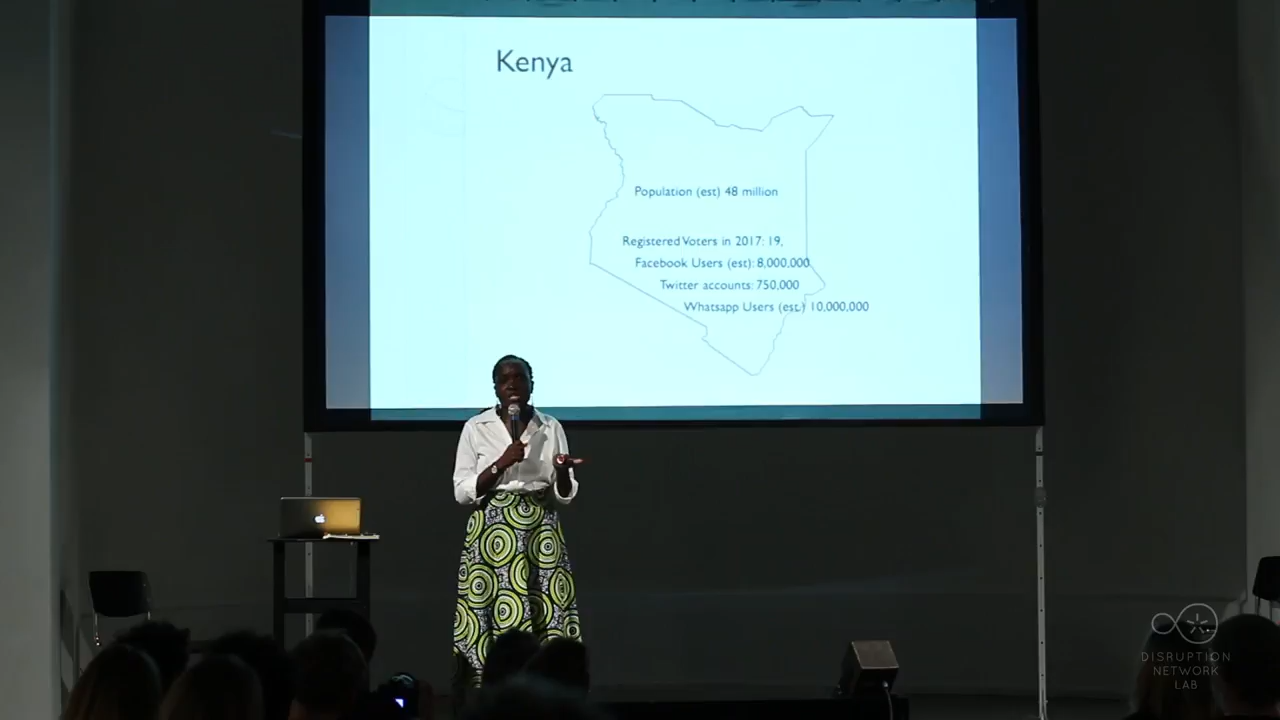 Kenya
Population (est) 48 million
Registered Voters in 2017: 19,
Facebook Users (est): 8,000,000
Twitter accounts: 750,000
Whatsapp Users (est.) 10,000,000
DISRUPTION
NETWORK
LAB